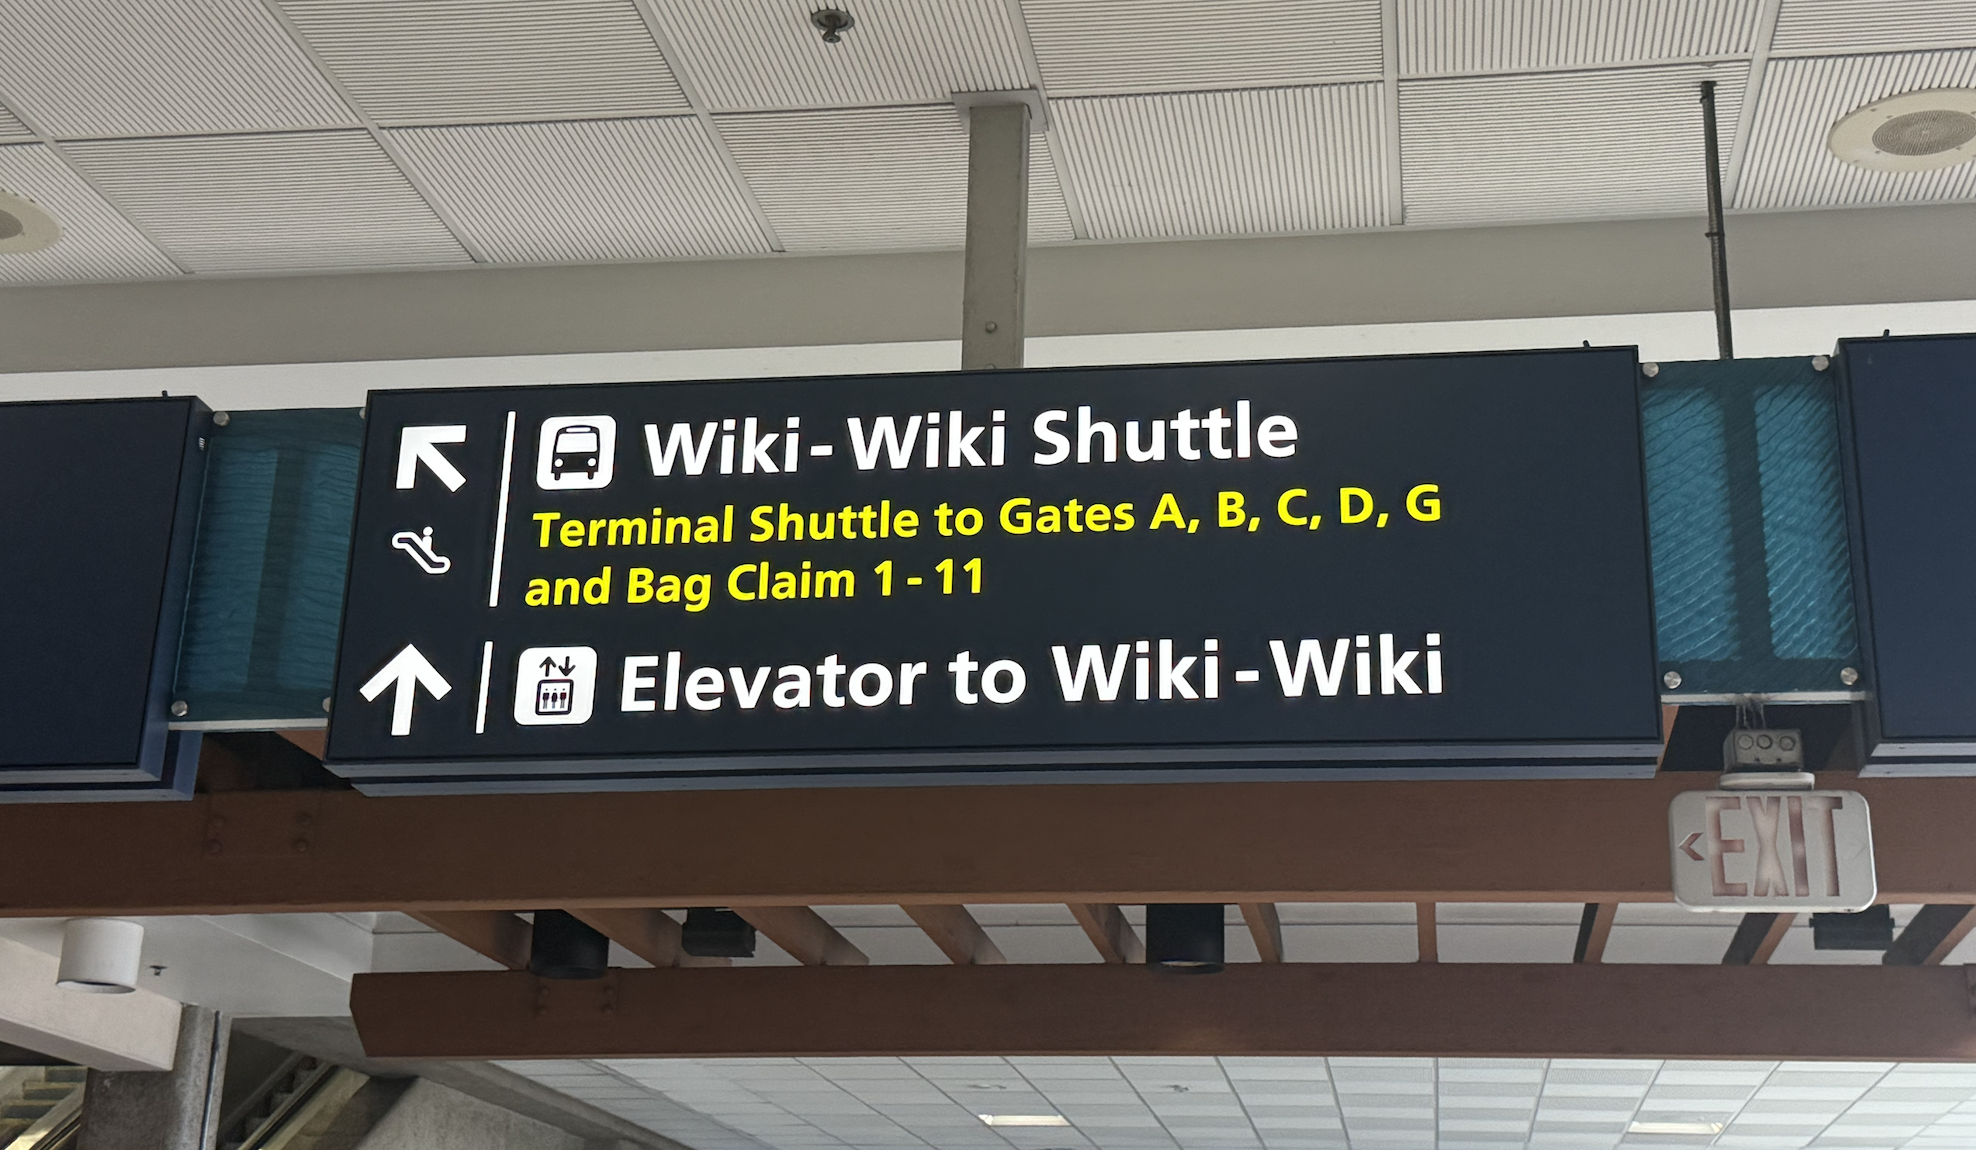 Wiki-Wiki Shuttle
Terminal Shuttle to Gates A, B, C, D, G
and Bag Claim 1-11
Elevator to Wiki-Wiki
EXIT